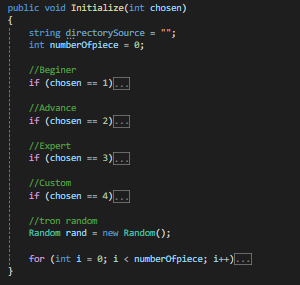 public void Initialize(int chosen)
{
string directorySource = "";
int numberOfpiece = 0;
//Beginer
if (chosen == 1)...
//Advance
if (chosen == 2)...
//Expert
if (chosen == 3)...
//Custom
if (chosen == 4)...
//tron random
Random rand = new Random();
for (int i = 0; i < numberOfpiece; i++)...
}